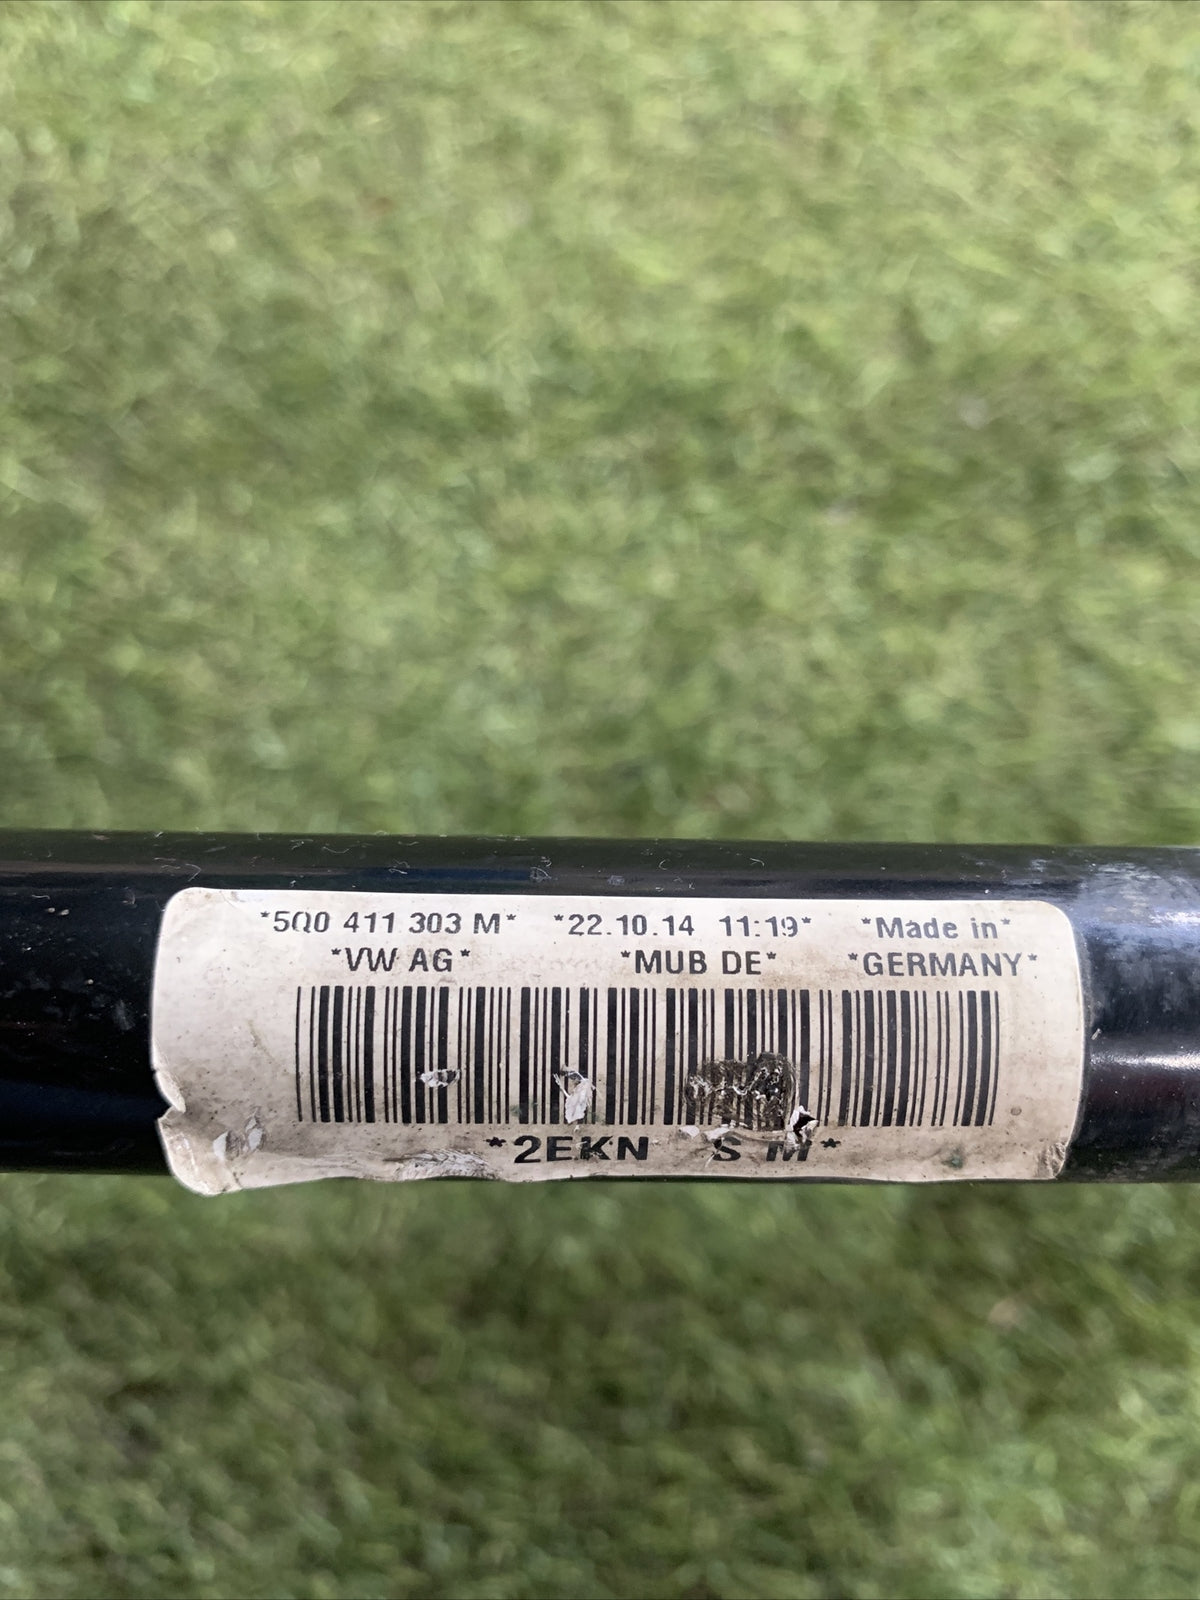 *5Q0 411 303 M* *22.10.14 11:19* *Made in*
*VW AG* *MUB DE* *GERMANY*
*2EKN S M*